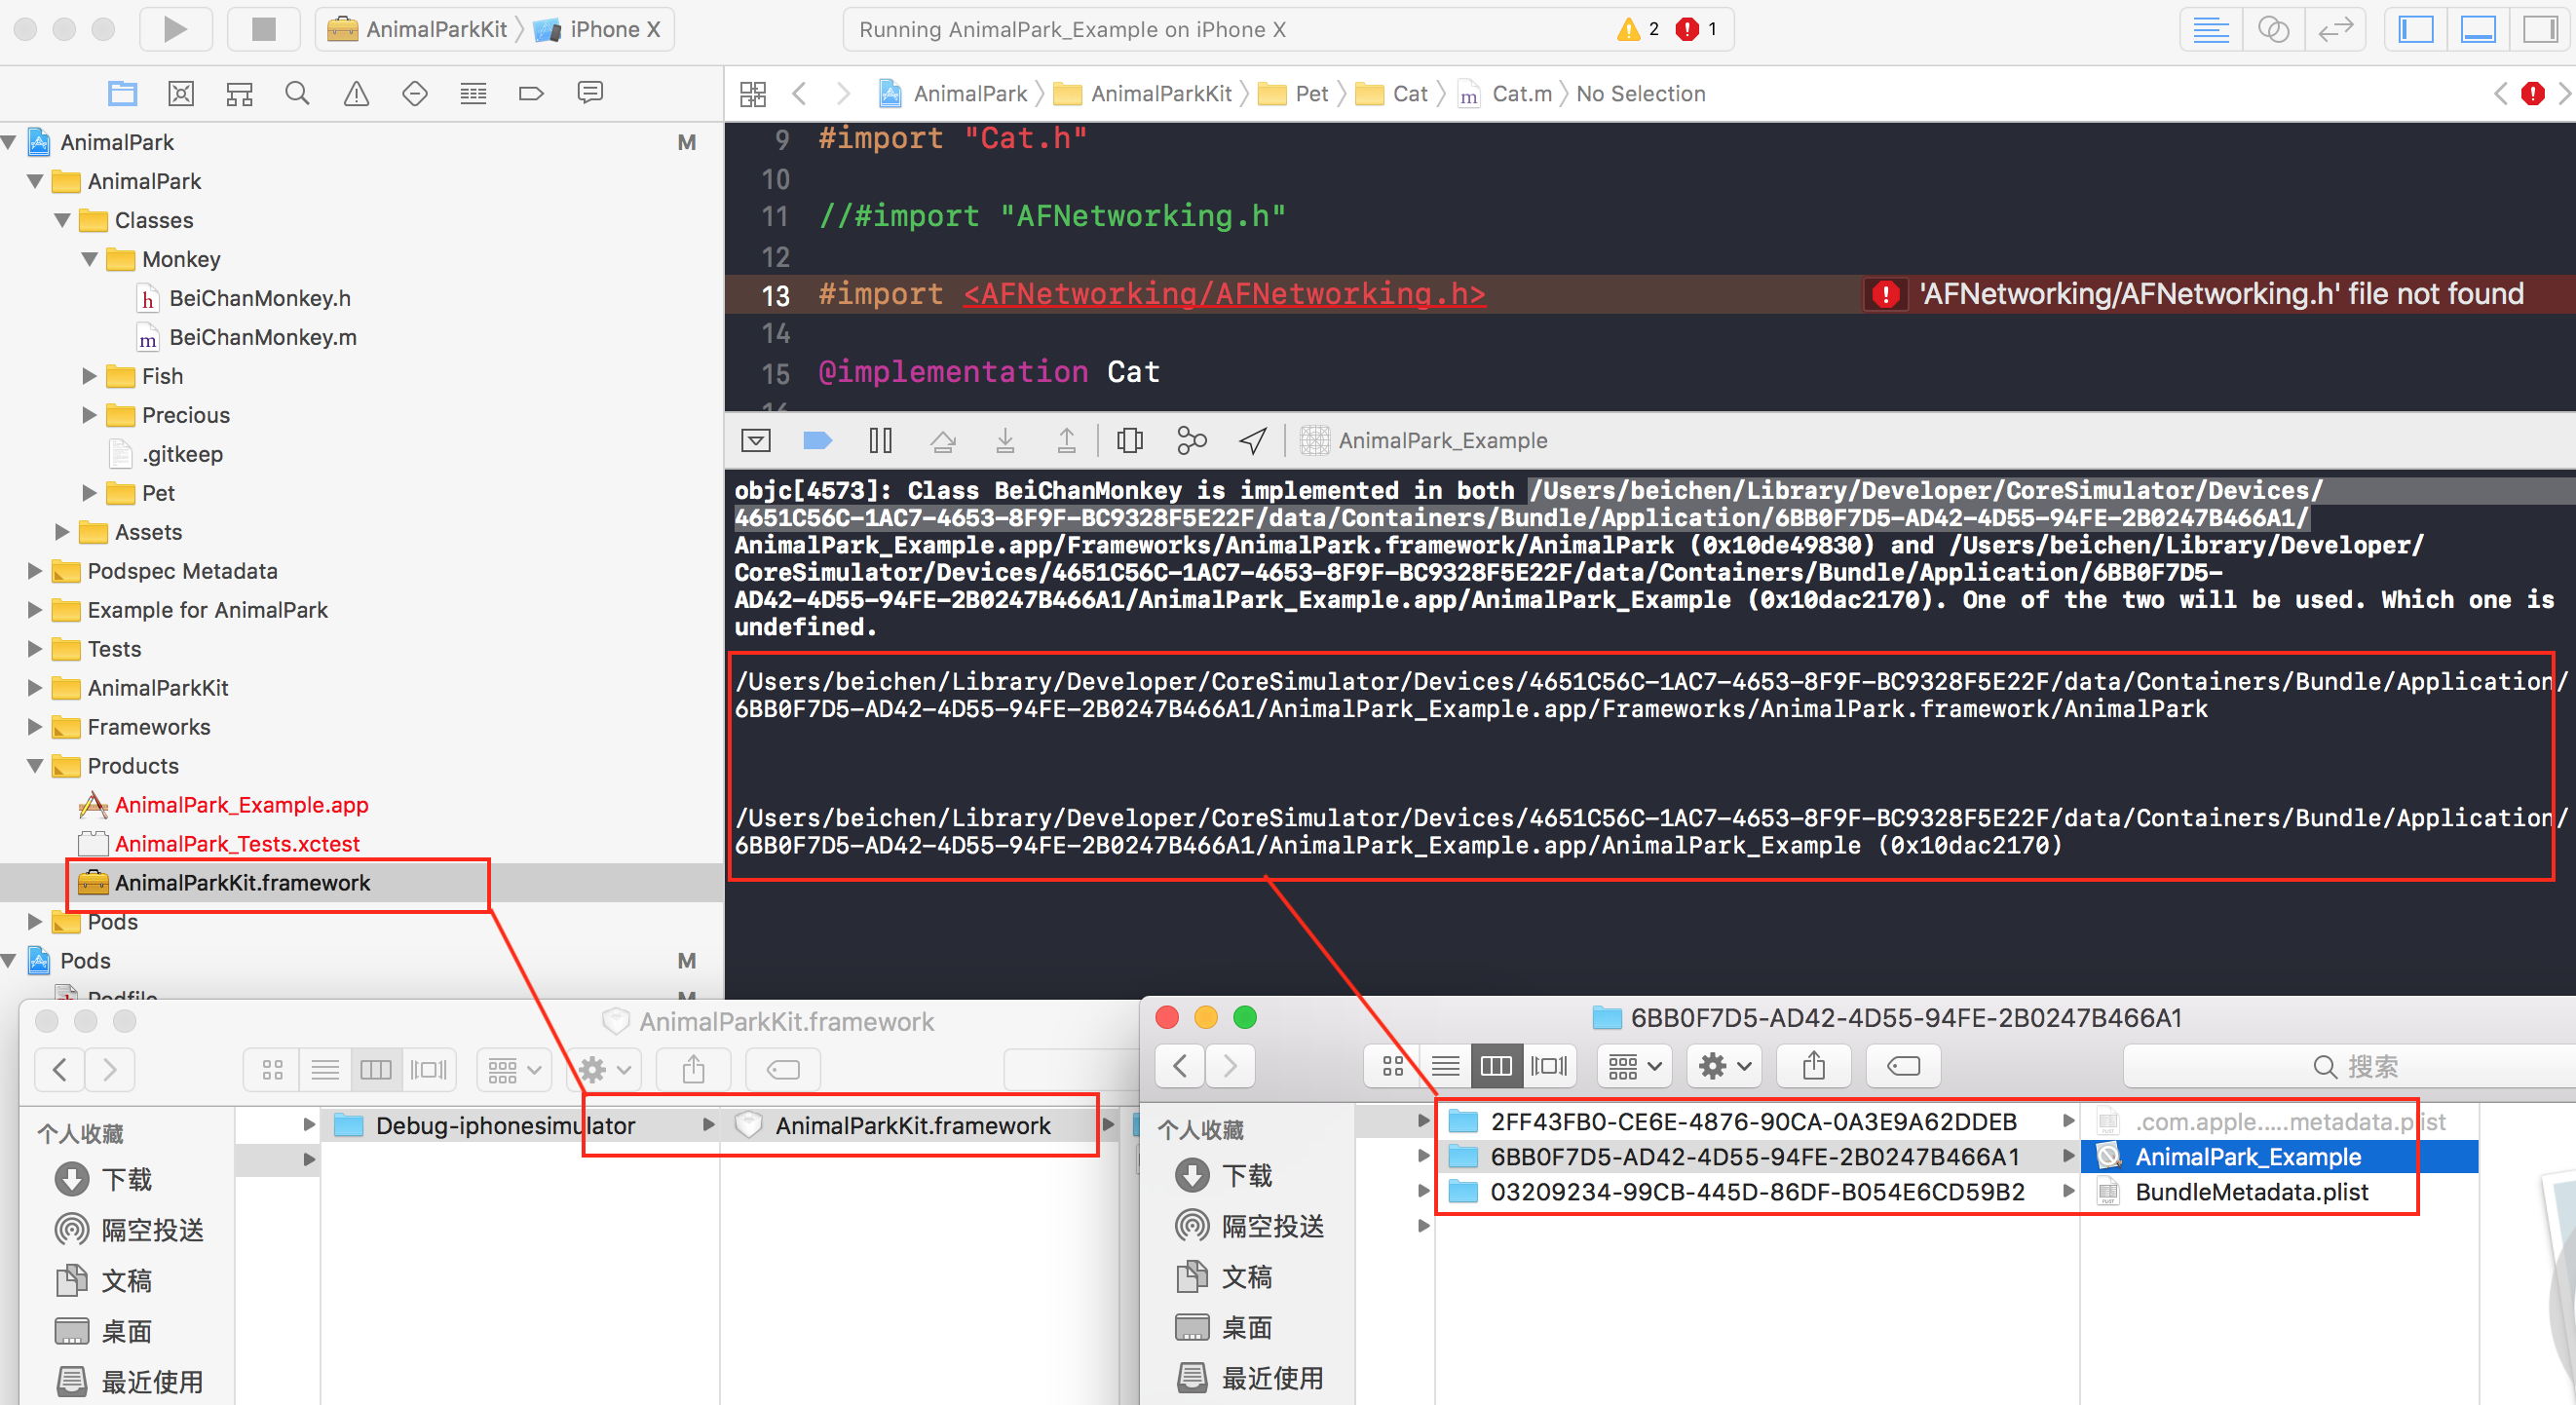 AnimalParkKit
iPhone X
Running AnimalPark_Example on iPhone X
2
1
AnimalPark
AnimalParkKit
Pet
Cat
m
Cat.m
No Selection
AnimalPark
M
AnimalPark
Classes
Monkey
h
BeiChanMonkey.h
m
BeiChanMonkey.m
Fish
Precious
.gitkeep
Pet
Assets
Podspec Metadata
Example for AnimalPark
Tests
AnimalParkKit
Frameworks
Products
AnimalPark_Example.app
AnimalPark_Tests.xctest
AnimalParkKit.framework
Pods
Pods
M
Podfile
M
9 #import "Cat.h"
10
11 //#import "AFNetworking.h"
12
13 #import <AFNetworking/AFNetworking.h>
'AFNetworking/AFNetworking.h' file not found
14
15 @implementation Cat
16
AnimalPark_Example
objc[4573]: Class BeiChanMonkey is implemented in both /Users/beichen/Library/Developer/CoreSimulator/Devices/
4651C56C-1AC7-4653-8F9F-BC9328F5E22F/data/Containers/Bundle/Application/6BB0F7D5-AD42-4D55-94FE-2B0247B466A1/
AnimalPark_Example.app/Frameworks/AnimalPark.framework/AnimalPark (0x10de49830) and /Users/beichen/Library/Developer/
CoreSimulator/Devices/4651C56C-1AC7-4653-8F9F-BC9328F5E22F/data/Containers/Bundle/Application/6BB0F7D5-
AD42-4D55-94FE-2B0247B466A1/AnimalPark_Example.app/AnimalPark_Example (0x10dac2170). One of the two will be used. Which one is
undefined.
/Users/beichen/Library/Developer/CoreSimulator/Devices/4651C56C-1AC7-4653-8F9F-BC9328F5E22F/data/Containers/Bundle/Application/
6BB0F7D5-AD42-4D55-94FE-2B0247B466A1/AnimalPark_Example.app/Frameworks/AnimalPark.framework/AnimalPark
/Users/beichen/Library/Developer/CoreSimulator/Devices/4651C56C-1AC7-4653-8F9F-BC9328F5E22F/data/Containers/Bundle/Application/
6BB0F7D5-AD42-4D55-94FE-2B0247B466A1/AnimalPark_Example.app/AnimalPark_Example (0x10dac2170)
AnimalParkKit.framework
个人收藏
下载
隔空投送
文稿
桌面
最近使用
Debug-iphonesimulator
AnimalParkKit.framework
6BB0F7D5-AD42-4D55-94FE-2B0247B466A1
搜索
个人收藏
下载
隔空投送
文稿
桌面
最近使用
2FF43FB0-CE6E-4876-90CA-0A3E9A62DDEB
6BB0F7D5-AD42-4D55-94FE-2B0247B466A1
03209234-99CB-445D-86DF-B054E6CD59B2
.com.apple.....metadata.plist
AnimalPark_Example
BundleMetadata.plist